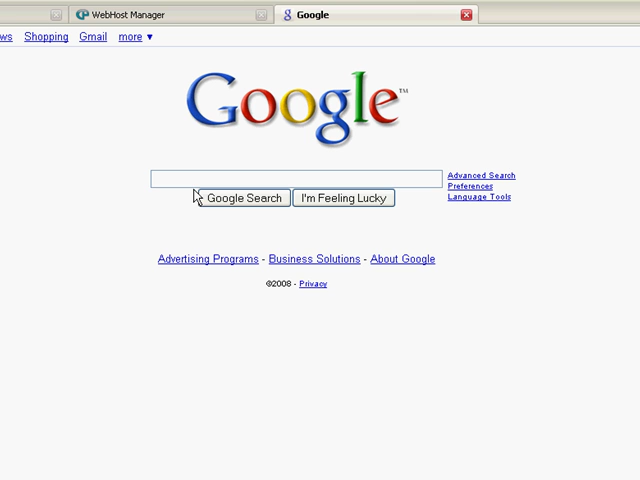 WebHost Manager Google
ws Shopping Gmail more ▼
Google™
Advanced Search
Preferences
Language Tools
Google Search I'm Feeling Lucky
Advertising Programs - Business Solutions - About Google
©2008 - Privacy